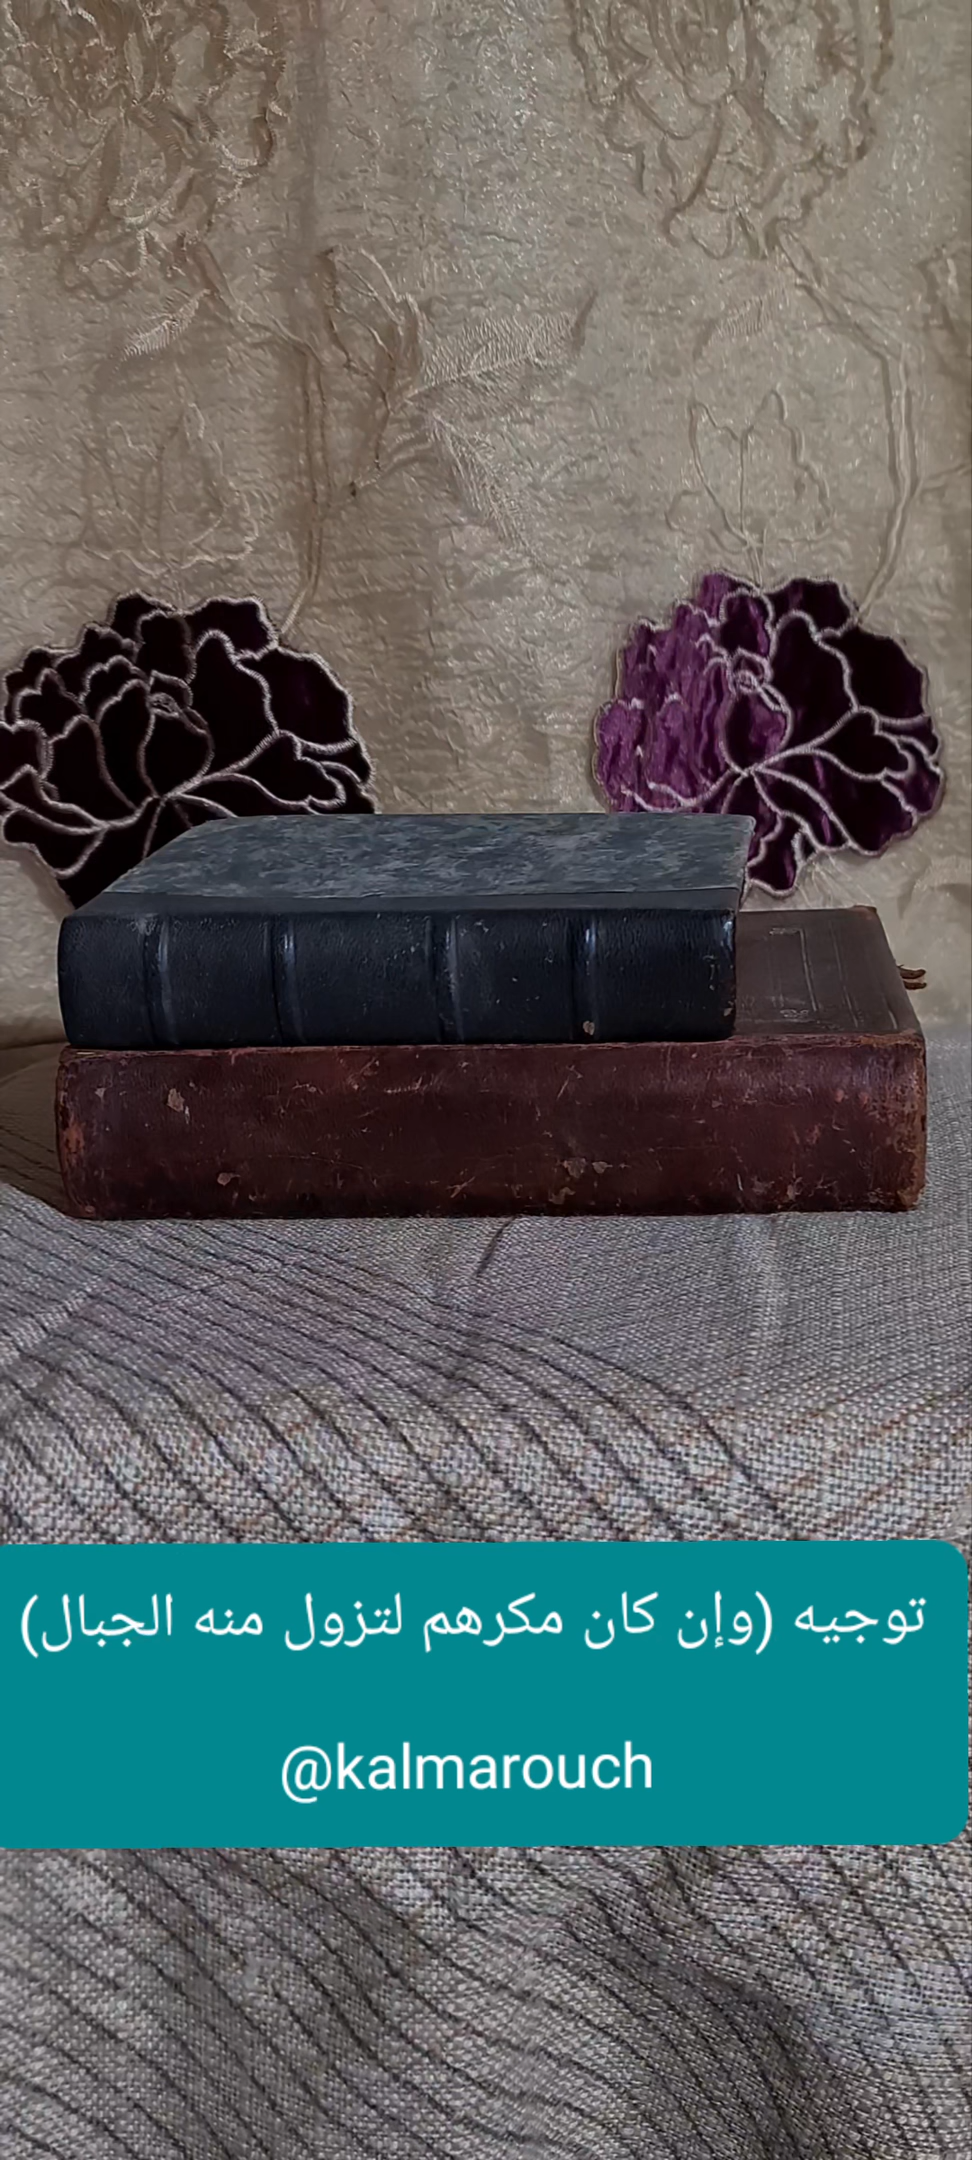 توجيه (وإن كان مكرهم لتزول منه الجبال)
@kalmarouch